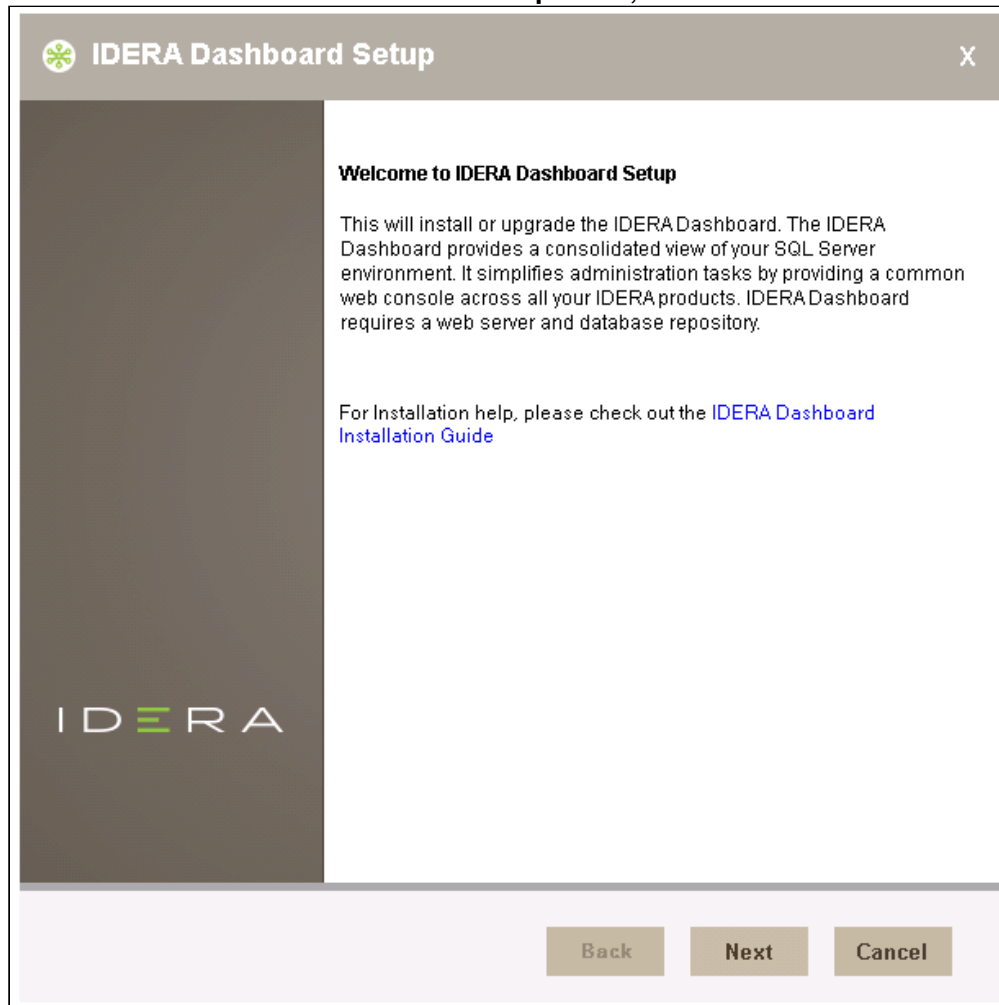 IDERA Dashboard Setup
X
Welcome to IDERA Dashboard Setup
This will install or upgrade the IDERA Dashboard. The IDERA
Dashboard provides a consolidated view of your SQL Server
environment. It simplifies administration tasks by providing a common
web console across all your IDERA products. IDERA Dashboard
requires a web server and database repository.
For Installation help, please check out the IDERA Dashboard
Installation Guide
IDERA
Back
Next
Cancel